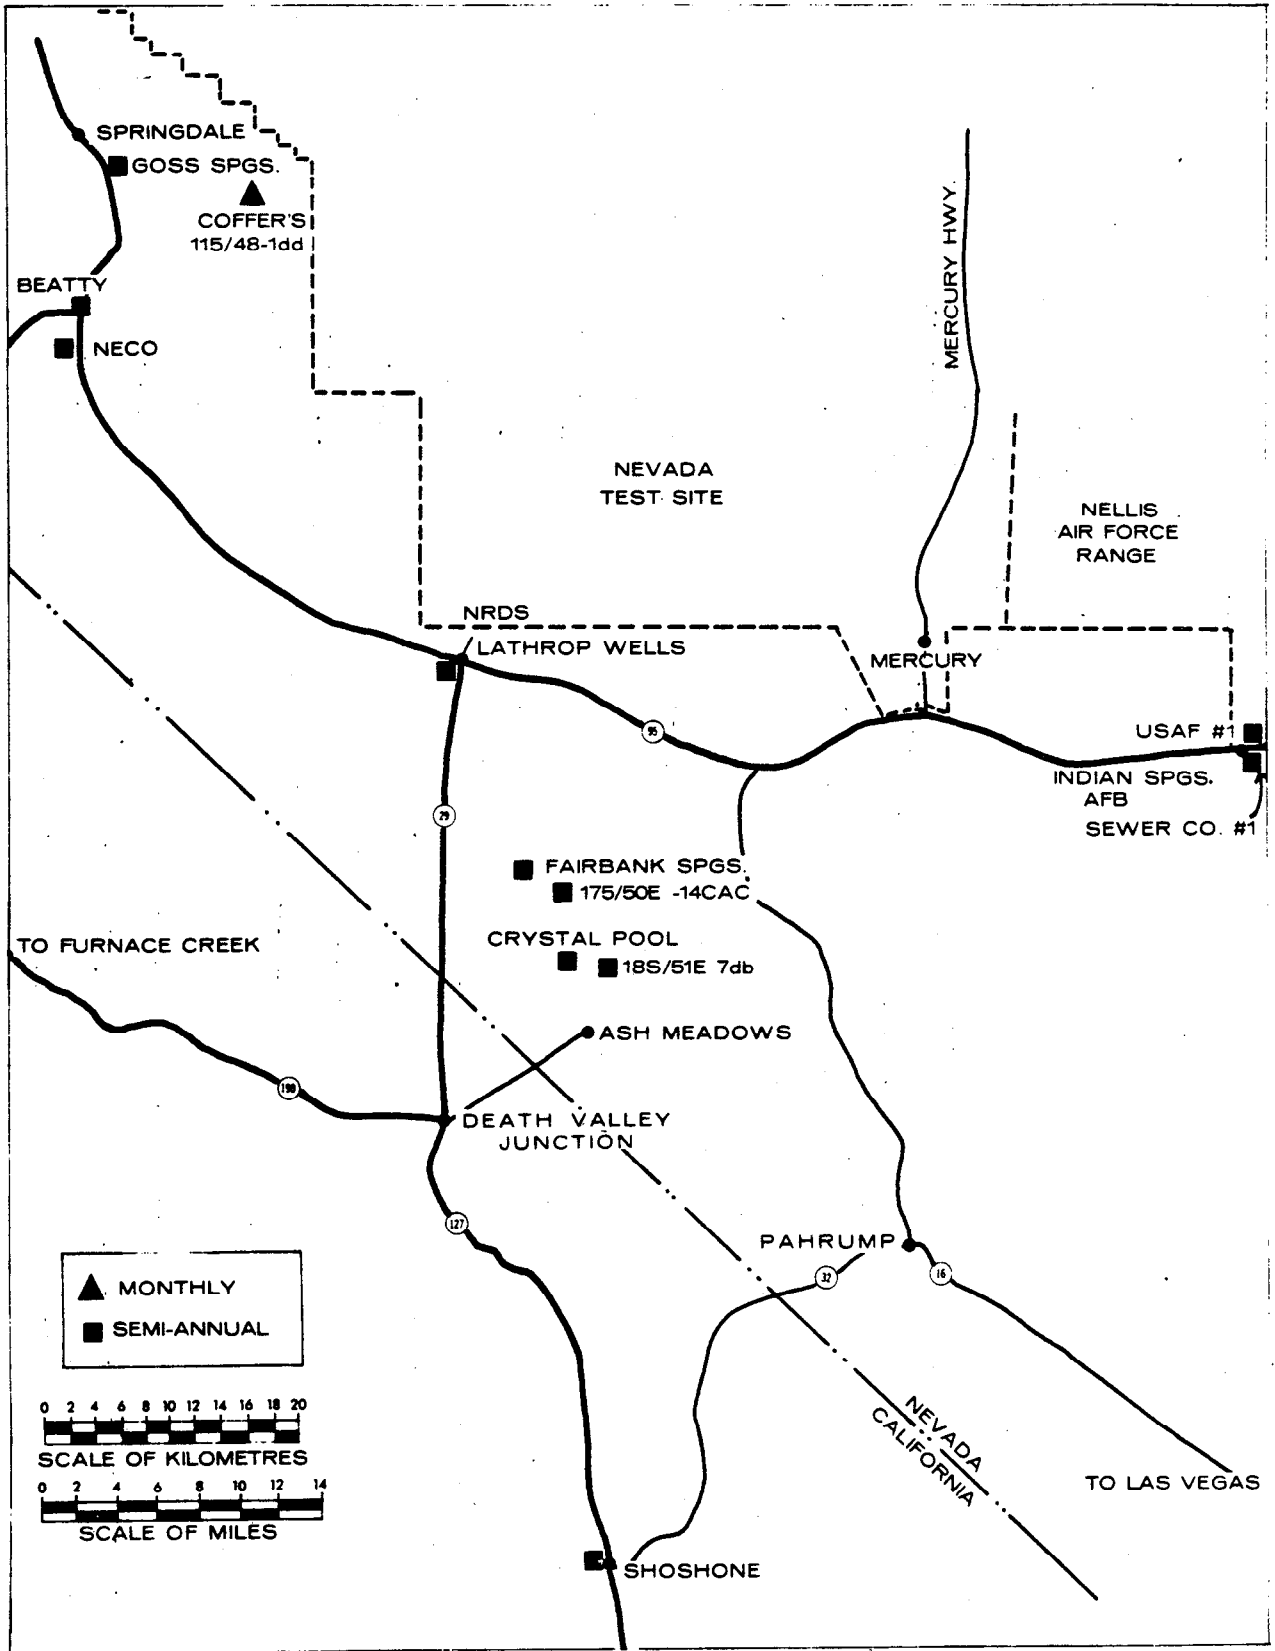 SPRINGDALE
GOSS SPGS.
COFFER'S
115/48-1dd
BEATTY
NECO
MERCURY HWY.
NEVADA
TEST SITE
NELLIS
AIR FORCE
RANGE
NRDS
LATHROP WELLS
MERCURY
95
USAF #1
INDIAN SPGS.
AFB
SEWER CO. #1
29
FAIRBANK SPGS.
175/50E -14CAC
CRYSTAL POOL
18S/51E 7db
TO FURNACE CREEK
ASH MEADOWS
190
DEATH VALLEY
JUNCTION
127
PAHRUMP
32
16
MONTHLY
SEMI-ANNUAL
0 2 4 6 8 10 12 14 16 18 20
SCALE OF KILOMETRES
0 2 4 6 8 10 12 14
SCALE OF MILES
NEVADA
CALIFORNIA
TO LAS VEGAS
SHOSHONE